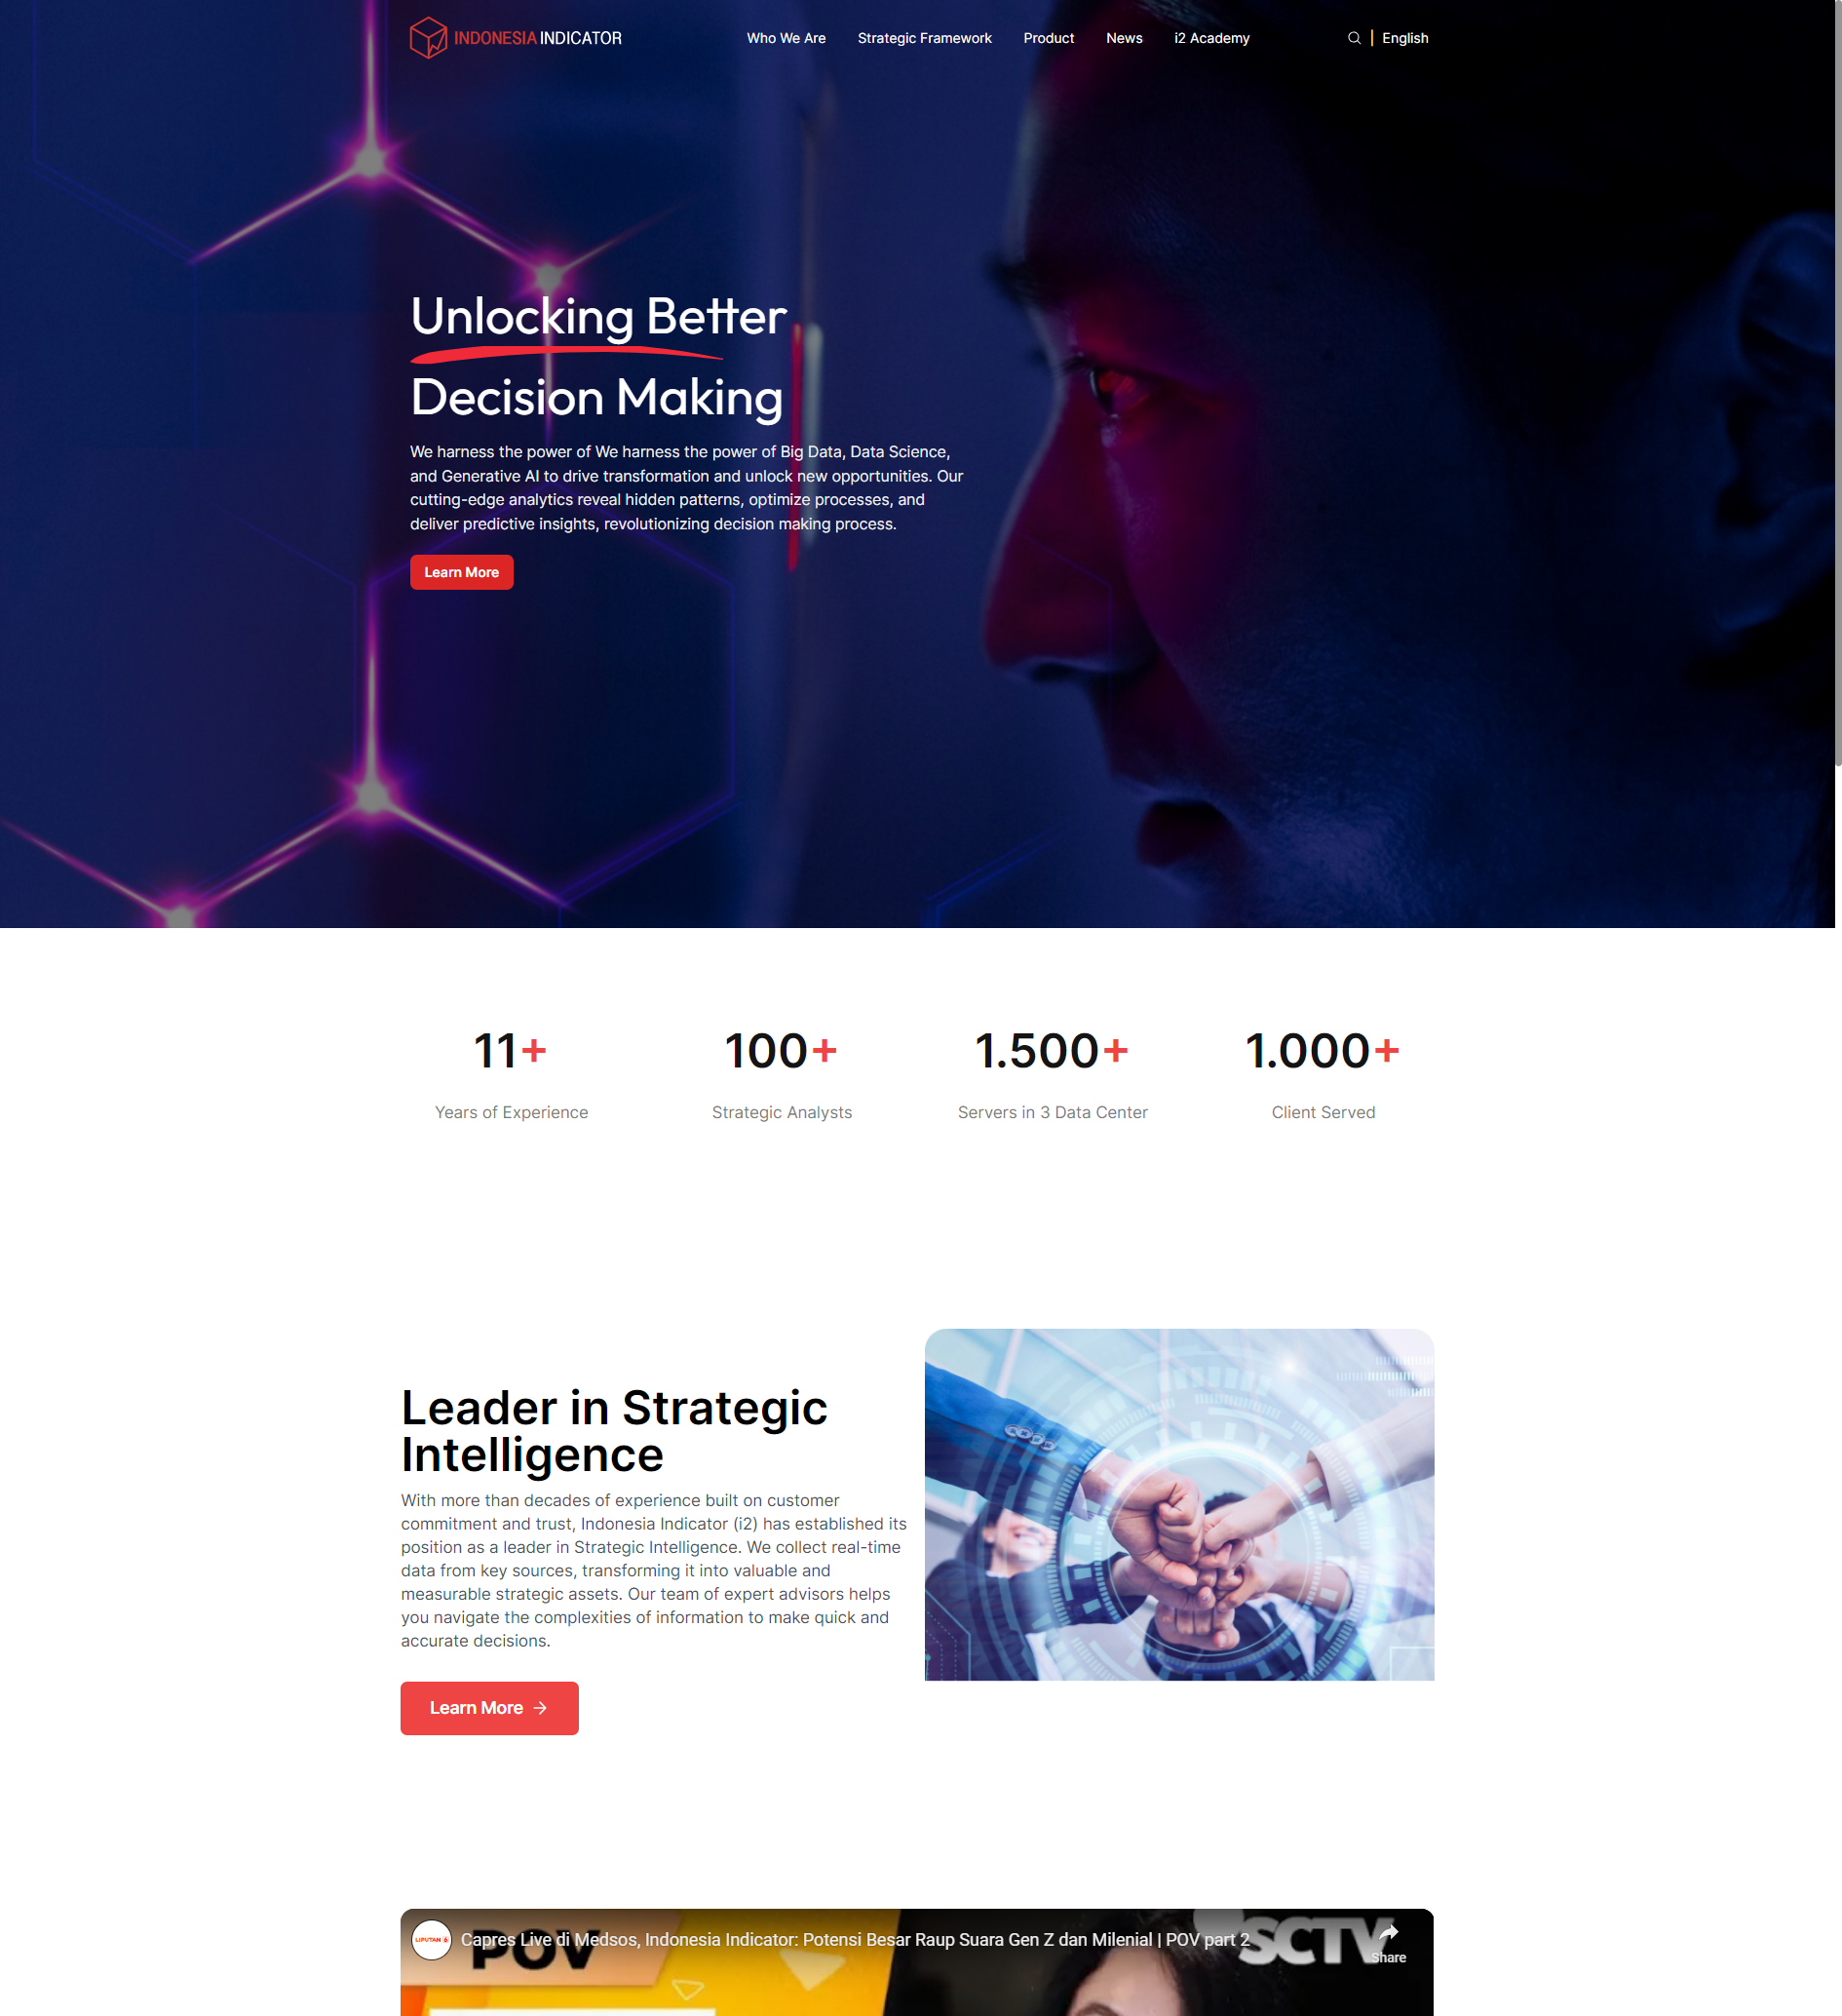 INDONESIA INDICATOR
Who We Are
Strategic Framework
Product
News
i2 Academy
English
Unlocking Better
Decision Making
We harness the power of We harness the power of Big Data, Data Science,
and Generative AI to drive transformation and unlock new opportunities. Our
cutting-edge analytics reveal hidden patterns, optimize processes, and
deliver predictive insights, revolutionizing decision making process.
Learn More
11+
Years of Experience
100+
Strategic Analysts
1.500+
Servers in 3 Data Center
1.000+
Client Served
Leader in Strategic
Intelligence
With more than decades of experience built on customer
commitment and trust, Indonesia Indicator (i2) has established its
position as a leader in Strategic Intelligence. We collect real-time
data from key sources, transforming it into valuable and
measurable strategic assets. Our team of expert advisors helps
you navigate the complexities of information to make quick and
accurate decisions.
Learn More
LIPUTAN 6
Capres Live di Medsos, Indonesia Indicator: Potensi Besar Raup Suara Gen Z dan Milenial | POV part 2
POV
SCTV
Share